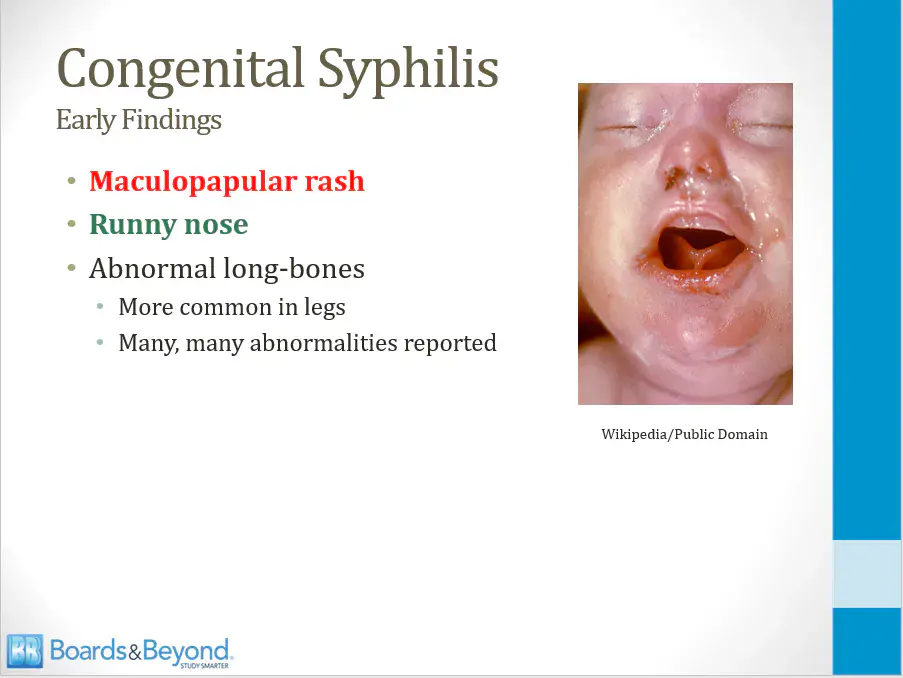 Congenital Syphilis
Early Findings
• Maculopapular rash
• Runny nose
• Abnormal long-bones
• More common in legs
• Many, many abnormalities reported
Wikipedia/Public Domain
BB Boards&Beyond.
STUDY SMARTER